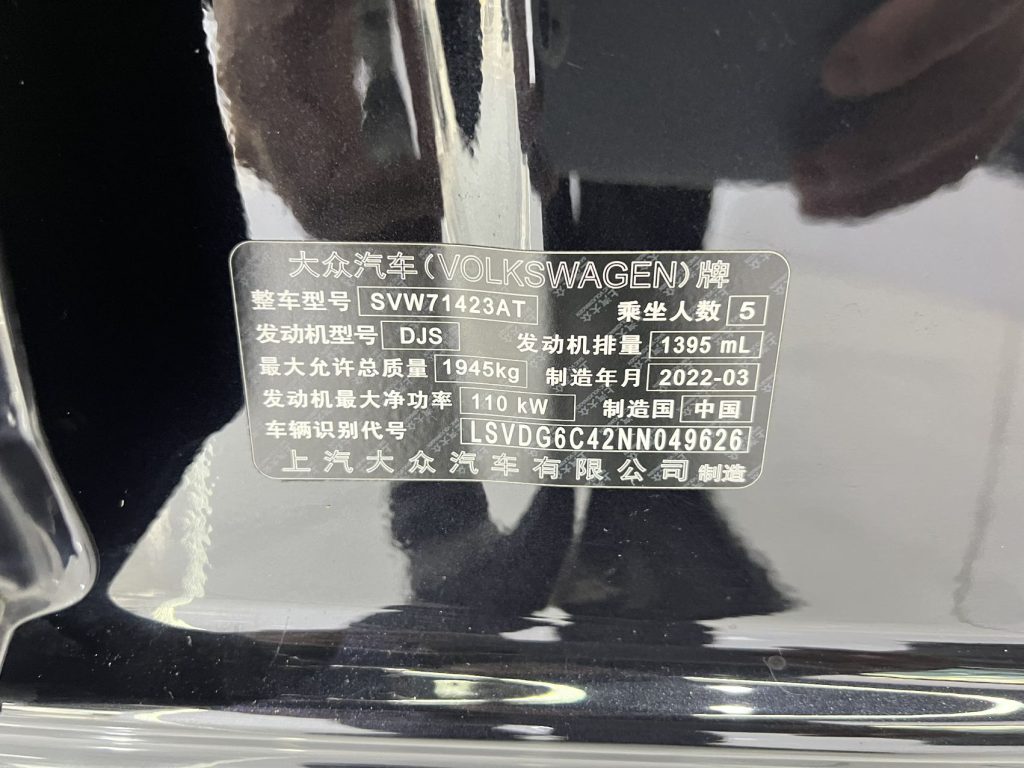 大众汽车(VOLKSWAGEN)牌
整车型号 SVW71423AT 乘坐人数 5
发动机型号 DJS 发动机排量 1395 mL
最大允许总质量 1945kg 制造年月 2022-03
发动机最大净功率 110 kW 制造国 中国
车辆识别代号 LSVDG6C42NN049626
上汽大众汽车有限公司 制造